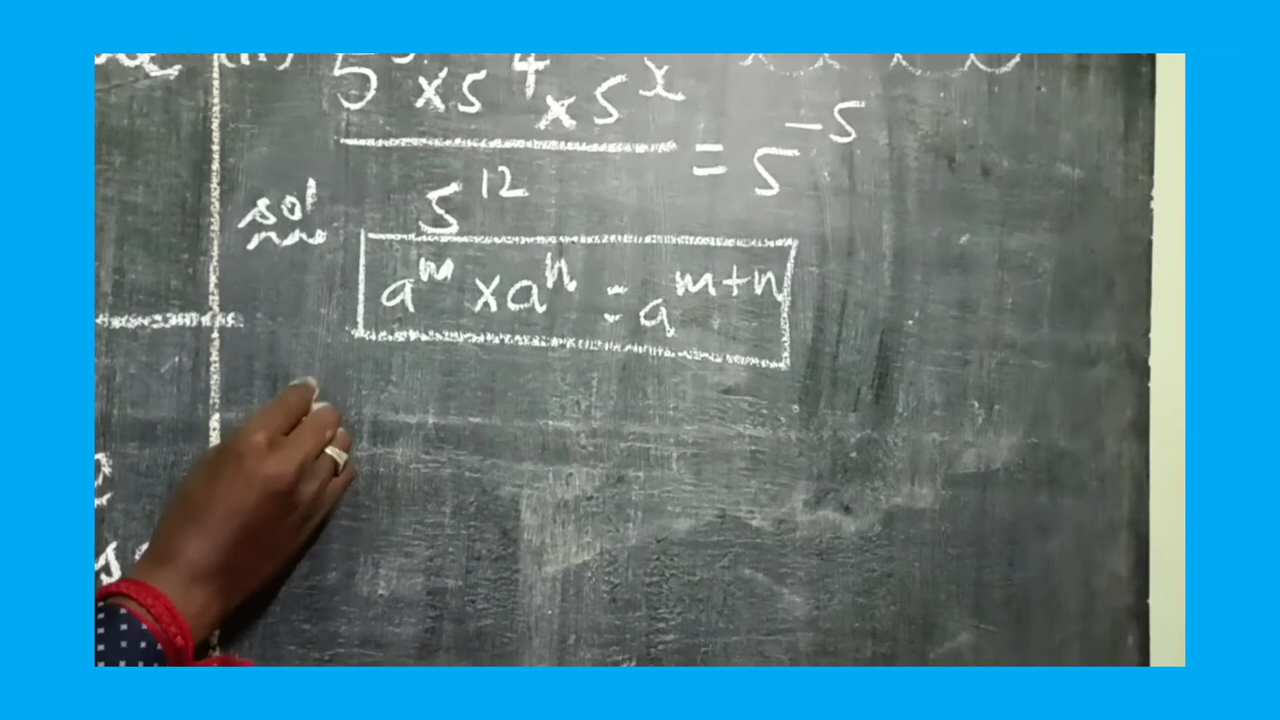 5 × 5⁴ × 5ˣ
= 5⁻⁵
5¹²
sol
aᵐ × aⁿ = aᵐ⁺ⁿ